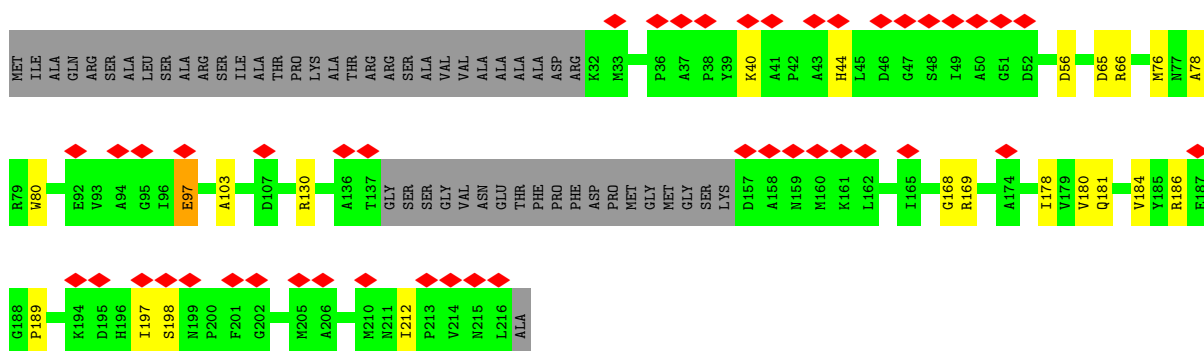 MET ILE ALA GLN ARG SER ALA LEU SER ALA ARG SER ILE ALA THR PRO LYS ALA THR ARG ARG SER ALA VAL VAL ALA ALA ALA ALA ASP ARG K32 M33 P36 A37 P38 Y39 K40 A41 P42 A43 H44 L45 D46 G47 S48 I49 A50 G51 D52 D56 D65 R66 M76 N77 A78
R79 W80 E92 V93 A94 G95 I96 E97 A103 D107 R130 A136 T137 GLY SER SER GLY VAL ASN GLU THR PHE PRO PHE ASP PRO MET GLY MET GLY SER LYS D157 A158 N159 M160 K161 L162 I165 G168 R169 A174 I178 V179 V180 Q181 V184 Y185 R186 E187
G188 P189 K194 D195 H196 I197 S198 N199 P200 F201 G202 M205 A206 M210 N211 I212 P213 V214 N215 L216 ALA